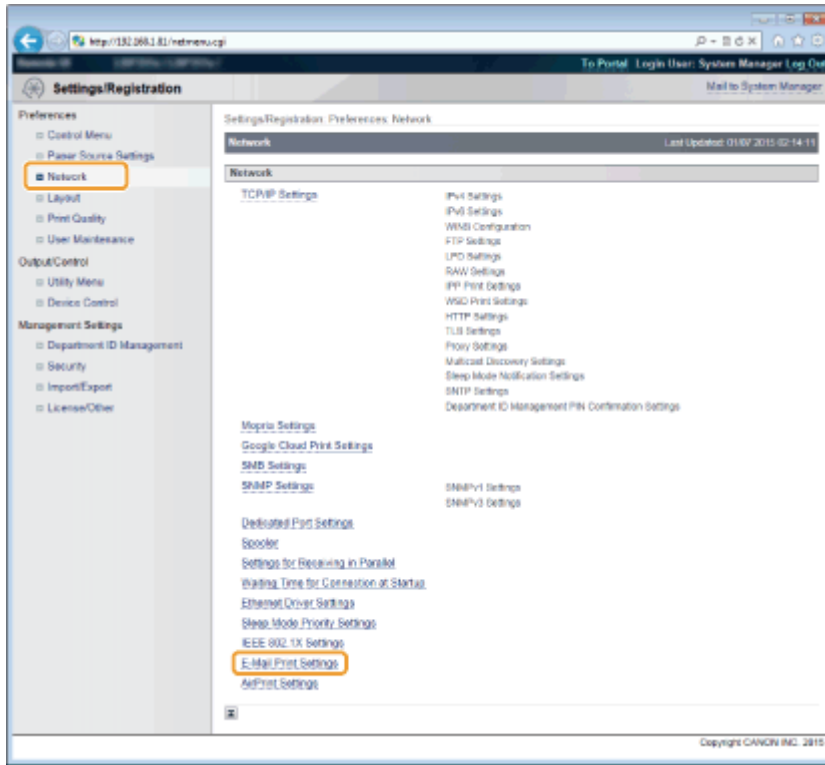 http://192.168.1.81/netmenu.cgi
To Portal Login User: System Manager Log Out
Settings/Registration
Mail to System Manager
Preferences
Control Menu
Paper Source Settings
Network
Layout
Print Quality
User Maintenance
Output/Control
Utility Menu
Device Control
Management Settings
Department ID Management
Security
Import/Export
License/Other
Settings/Registration: Preferences: Network
Network
Last Updated: 01/07 2015 02:14:11
Network
TCP/IP Settings
IPv4 Settings
IPv6 Settings
WINS Configuration
FTP Settings
LPD Settings
RAW Settings
IPP Print Settings
WSD Print Settings
HTTP Settings
TLS Settings
Proxy Settings
Multicast Discovery Settings
Sleep Mode Notification Settings
SNTP Settings
Department ID Management PIN Confirmation Settings
Mopria Settings
Google Cloud Print Settings
SMB Settings
SNMP Settings
SNMPv1 Settings
SNMPv3 Settings
Dedicated Port Settings
Spooler
Settings for Receiving in Parallel
Waiting Time for Connection at Startup
Ethernet Driver Settings
Sleep Mode Priority Settings
IEEE 802.1X Settings
E-Mail Print Settings
AirPrint Settings
Copyright CANON INC. 2015